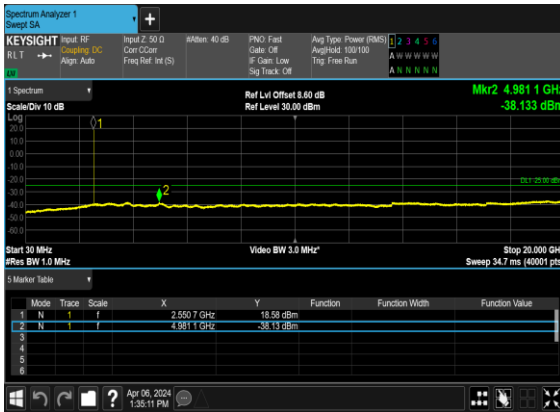 Spectrum Analyzer 1
Swept SA
+
KEYSIGHT Input: RF Input Z: 50 Ω #Atten: 40 dB PNO: Fast Avg Type: Power (RMS) 1 2 3 4 5 6
RLT Coupling: DC Corr CCorr Gate: Off Avg|Hold: 100/100 A W W W W W
Align: Auto Freq Ref: Int (S) IF Gain: Low Trig: Free Run
Sig Track: Off A N N N N N
1 Spectrum Ref Lvl Offset 8.60 dB Mkr2 4.981 1 GHz
Scale/Div 10 dB Ref Level 30.00 dBm -38.133 dBm
Log
20.0 1
10.0
0.00
-10.0
-20.0 DL1 -25.00 dBm
-30.0 2
-40.0
-50.0
-60.0
Start 30 MHz Video BW 3.0 MHz* Stop 20.000 GHz
#Res BW 1.0 MHz Sweep 34.7 ms (40001 pts)
5 Marker Table
Mode Trace Scale X Y Function Function Width Function Value
1 N 1 f 2.550 7 GHz 18.58 dBm
2 N 1 f 4.981 1 GHz -38.13 dBm
3
4
5
6
? Apr 06, 2024
1:35:11 PM